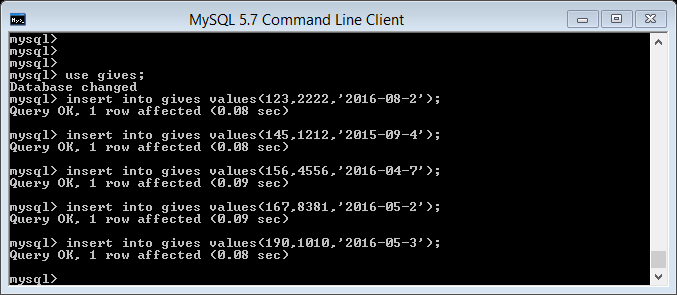 MySQL 5.7 Command Line Client
mysql>
mysql>
mysql>
mysql> use gives;
Database changed
mysql> insert into gives values(123,2222,'2016-08-2');
Query OK, 1 row affected (0.08 sec)
mysql> insert into gives values(145,1212,'2015-09-4');
Query OK, 1 row affected (0.08 sec)
mysql> insert into gives values(156,4556,'2016-04-7');
Query OK, 1 row affected (0.09 sec)
mysql> insert into gives values(167,8381,'2016-05-2');
Query OK, 1 row affected (0.09 sec)
mysql> insert into gives values(190,1010,'2016-05-3');
Query OK, 1 row affected (0.08 sec)
mysql>